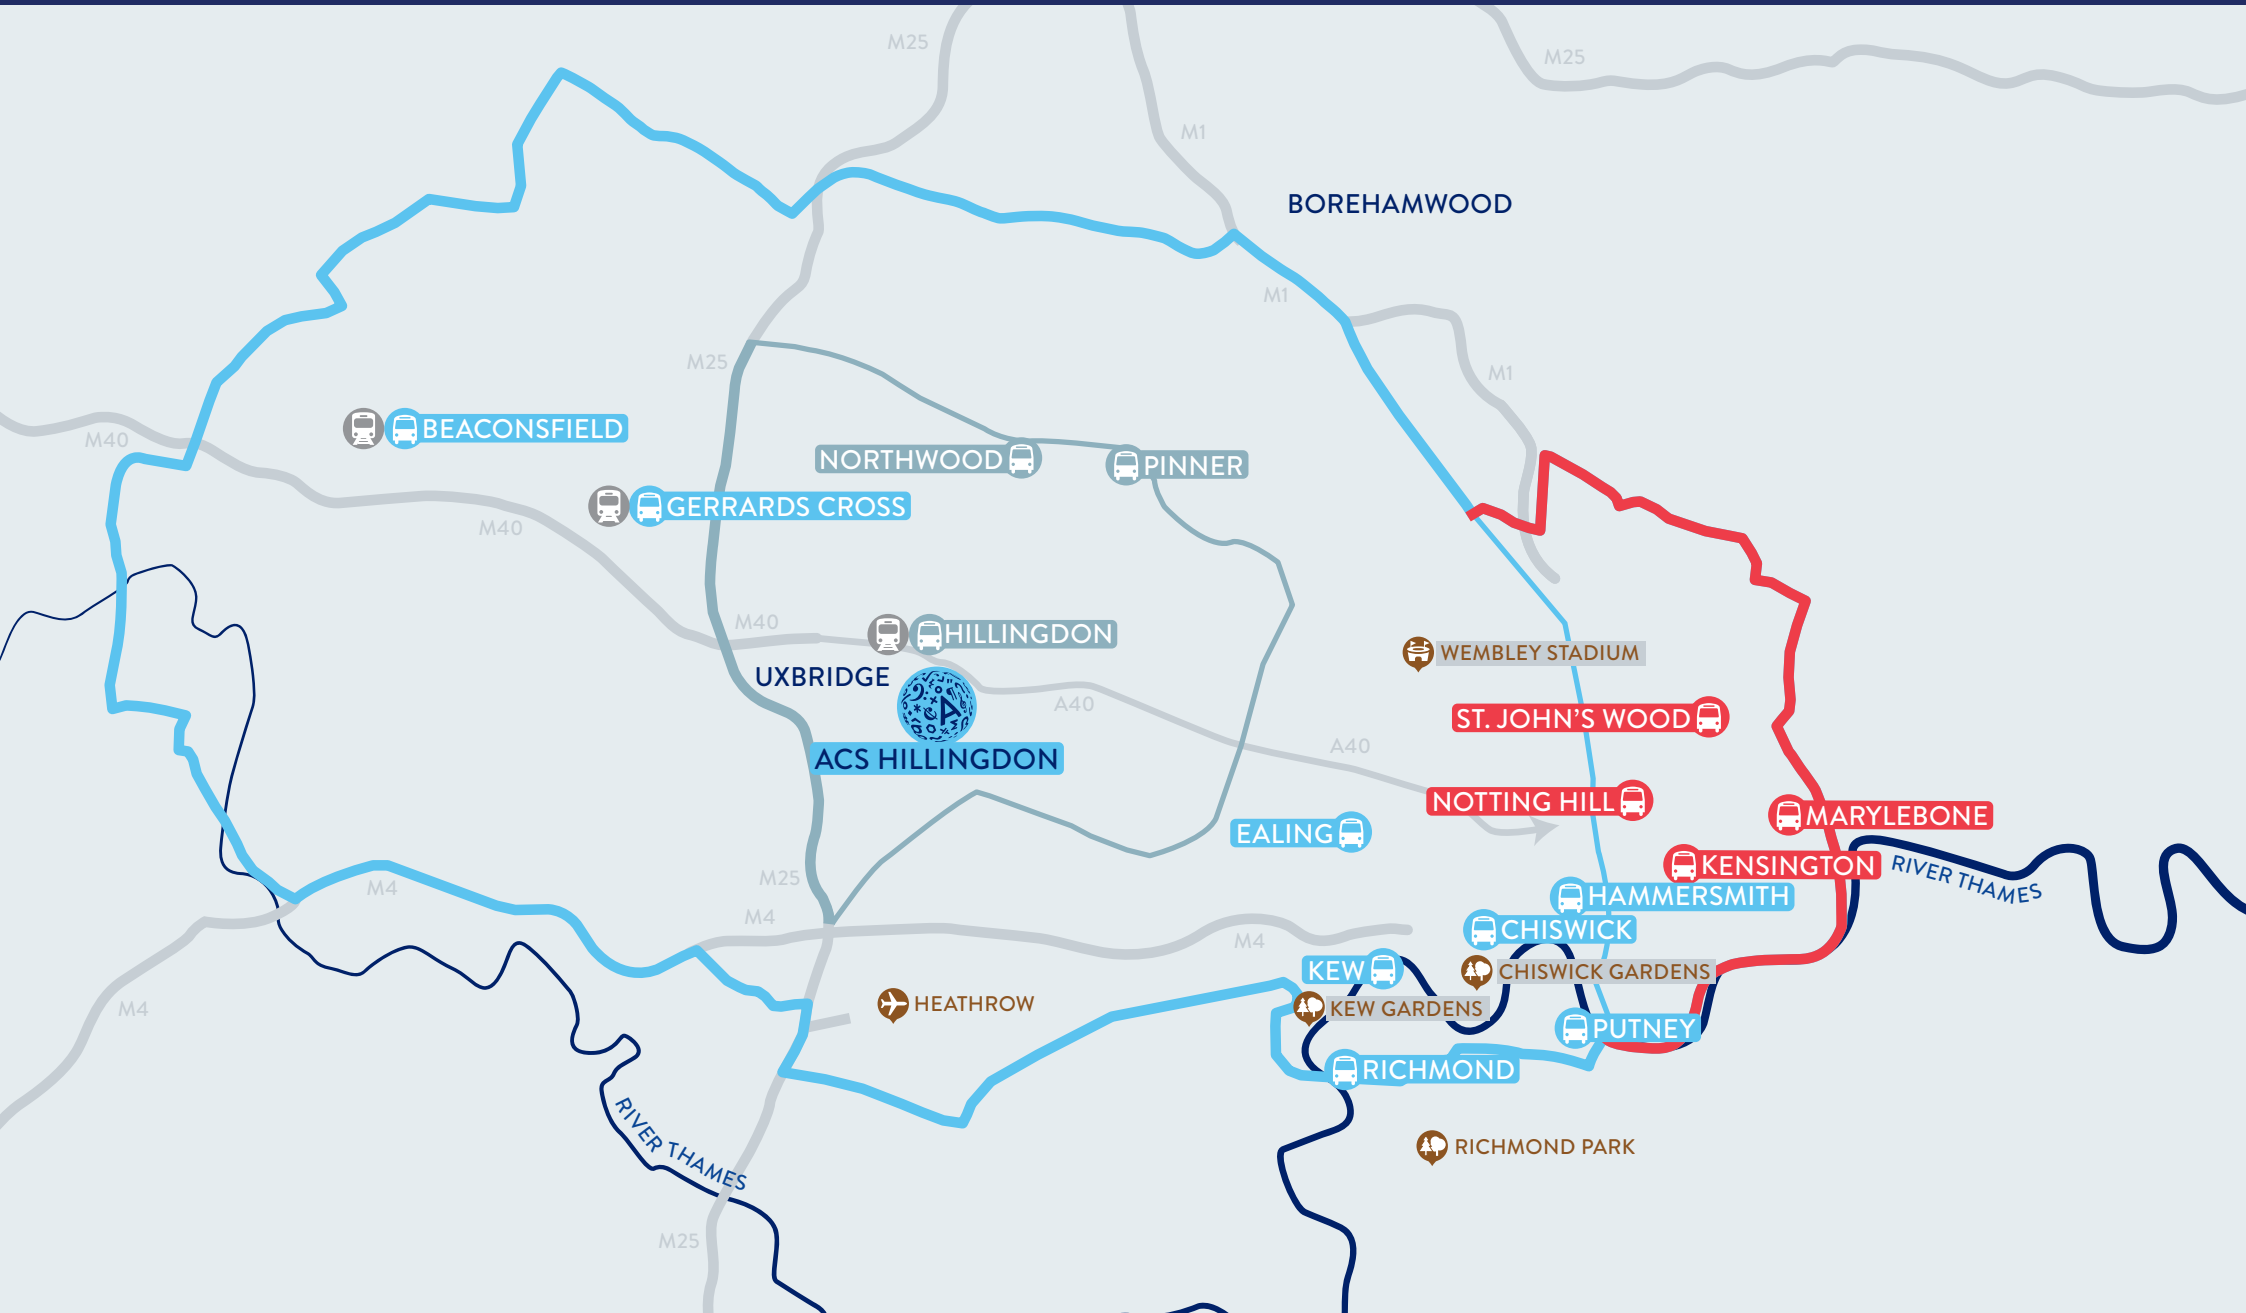 M25
M25
M1
BOREHAMWOOD
M1
M25
M1
BEACONSFIELD
M40
NORTHWOOD
PINNER
GERRARDS CROSS
M40
M40
HILLINGDON
WEMBLEY STADIUM
UXBRIDGE
A40
A
ST. JOHN'S WOOD
A40
ACS HILLINGDON
NOTTING HILL
MARYLEBONE
EALING
KENSINGTON
RIVER THAMES
M25
M4
HAMMERSMITH
M4
CHISWICK
M4
KEW
CHISWICK GARDENS
HEATHROW
KEW GARDENS
M4
PUTNEY
RICHMOND
RIVER THAMES
RICHMOND PARK
M25